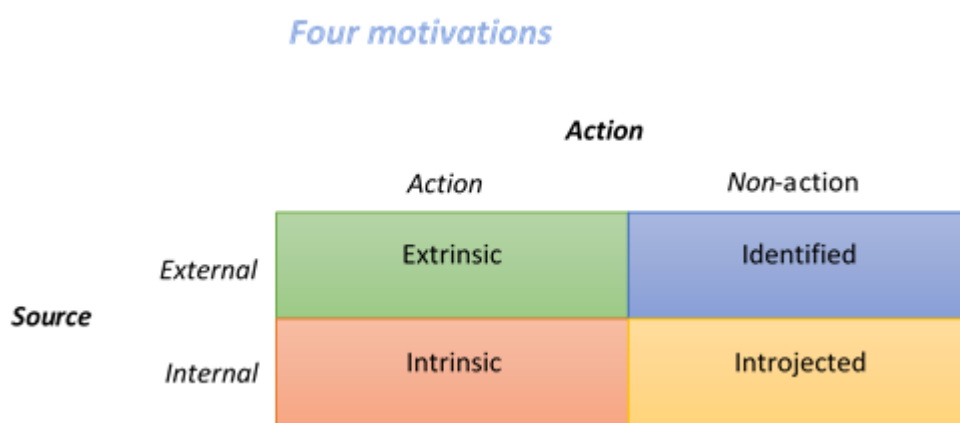 Four motivations
Action
Action Non-action
External Extrinsic Identified
Source
Internal Intrinsic Introjected